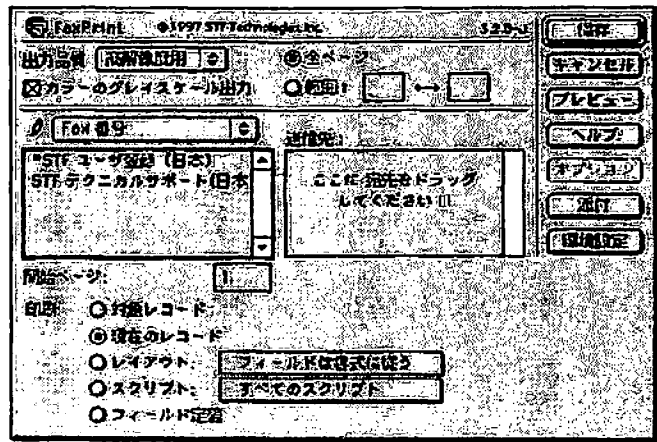 FaxPrint ©1997 STF Technologies, Inc. 3.2.8-J
出力品質 高解像度用
カラーのグレイスケール出力
全ページ
範囲:
送信
キャンセル
プレビュー
ヘルプ
オプション
添付
環境設定
Fax 番号
STF ユーザ登録 (日本)
STF テクニカルサポート(日本
送信先:
ここに 宛先をドラッグ
してください
開始ページ: 1
印刷
対象レコード
現在のレコード
レイアウト: フィールドは書式に従う
スクリプト: すべてのスクリプト
フィールド定義